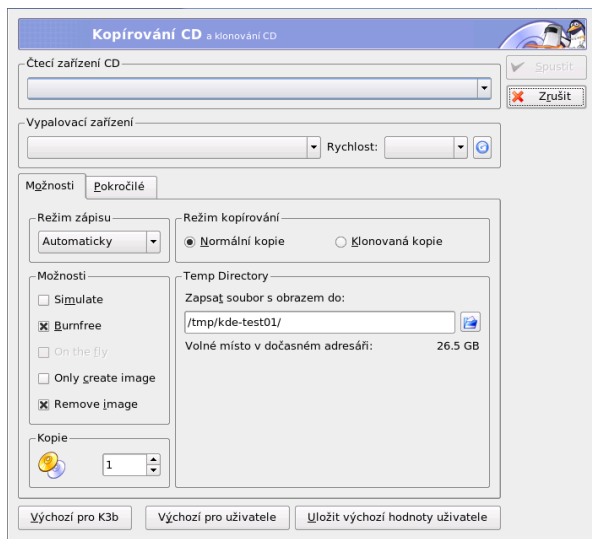 Kopírování CD a klonování CD
Čtecí zařízení CD
Spustit
Zrušit
Vypalovací zařízení
Rychlost:
Možnosti
Pokročilé
Režim zápisu
Automaticky
Režim kopírování
Normální kopie
Klonovaná kopie
Možnosti
Simulate
Burnfree
On the fly
Only create image
Remove image
Temp Directory
Zapsat soubor s obrazem do:
/tmp/kde-test01/
Volné místo v dočasném adresáři: 26.5 GB
Kopie
1
Výchozí pro K3b
Výchozí pro uživatele
Uložit výchozí hodnoty uživatele